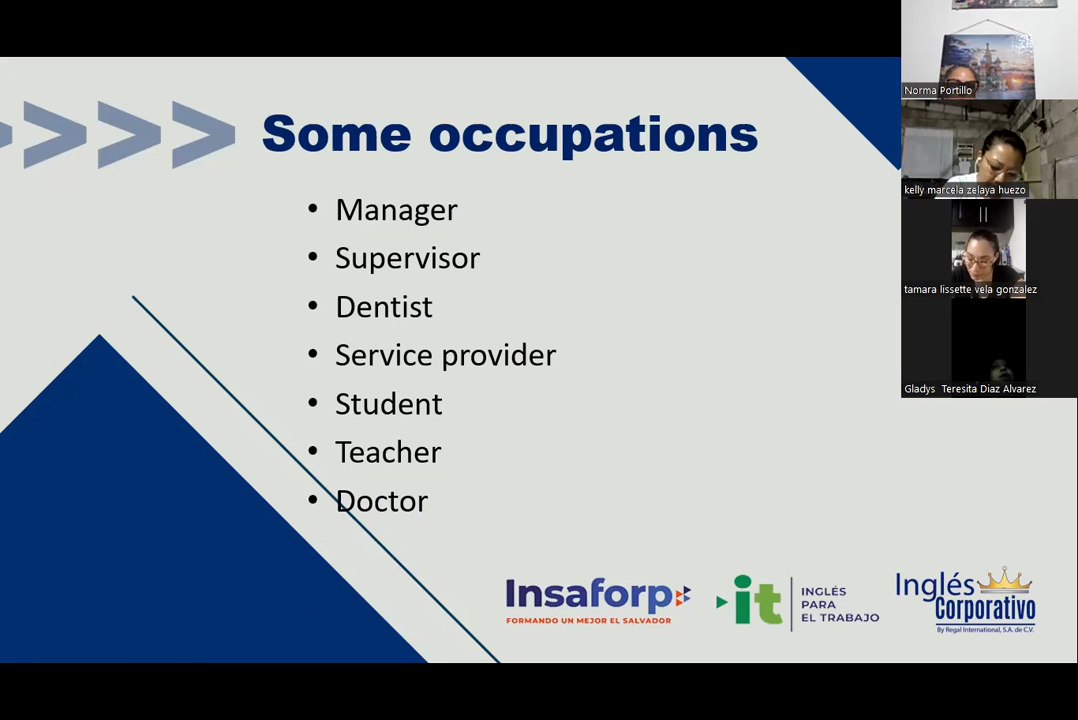 Some occupations
• Manager
• Supervisor
• Dentist
• Service provider
• Student
• Teacher
• Doctor
Insaforp
FORMANDO UN MEJOR EL SALVADOR
it
INGLÉS
PARA
EL TRABAJO
Inglés
Corporativo
By Regal International, S.A. de C.V.
Norma Portillo
kelly marcela zelaya huezo
tamara lissette vela gonzalez
Gladys Teresita Diaz Alvarez